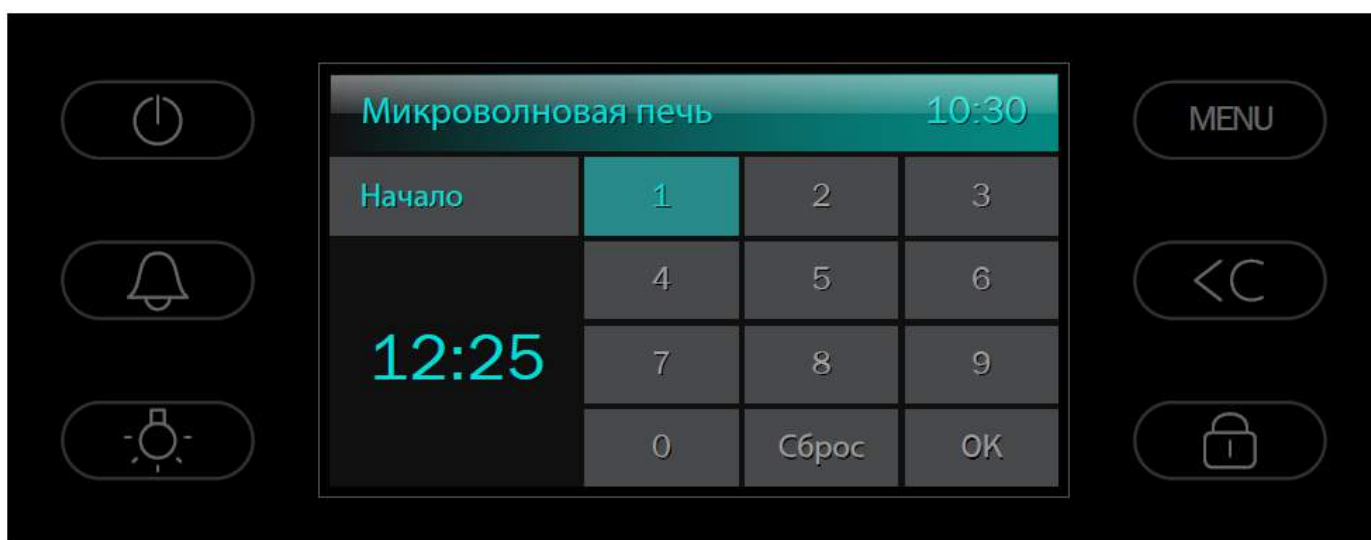 Микроволновая печь 10:30
MENU
Начало 1 2 3
4 5 6
<C
12:25 7 8 9
0 Сброс OK